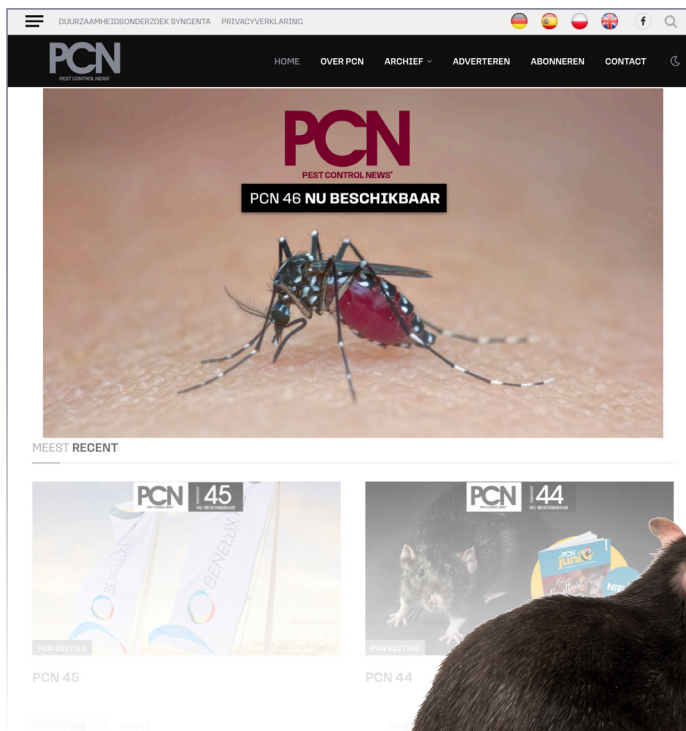 DUURZAAMHEIDSONDERZOEK SYNGENTA PRIVACYVERKLARING
PCN
PEST CONTROL NEWS
HOME OVER PCN ARCHIEF ADVERTEREN ABONNEREN CONTACT
PCN
PEST CONTROL NEWS
PCN 46 NU BESCHIKBAAR
MEEST RECENT
PCN 45
NU BESCHIKBAAR
BENELUX
BENELUX
PCN EDITIES
PCN 45
PCN 44
NU BESCHIKBAAR
PCN
junior
PCN EDITIES
PCN 44